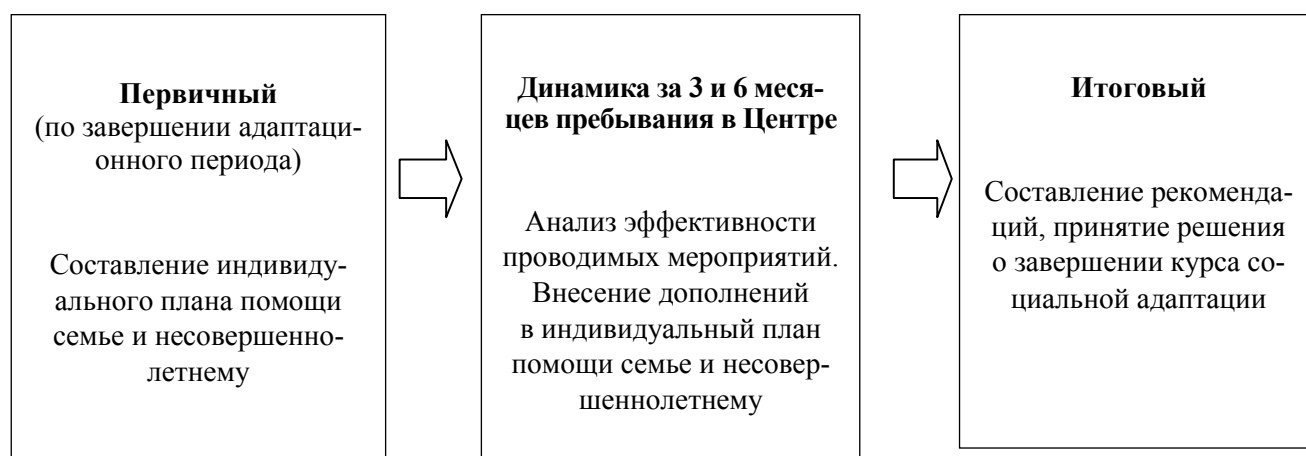 Первичный
(по завершении адаптаци-
онного периода)
Составление индивиду-
ального плана помощи
семье и несовершенно-
летнему
Динамика за 3 и 6 меся-
цев пребывания в Центре
Анализ эффективности
проводимых мероприятий.
Внесение дополнений
в индивидуальный план
помощи семье и несовер-
шеннолетнему
Итоговый
Составление рекоменда-
ций, принятие решения
о завершении курса со-
циальной адаптации